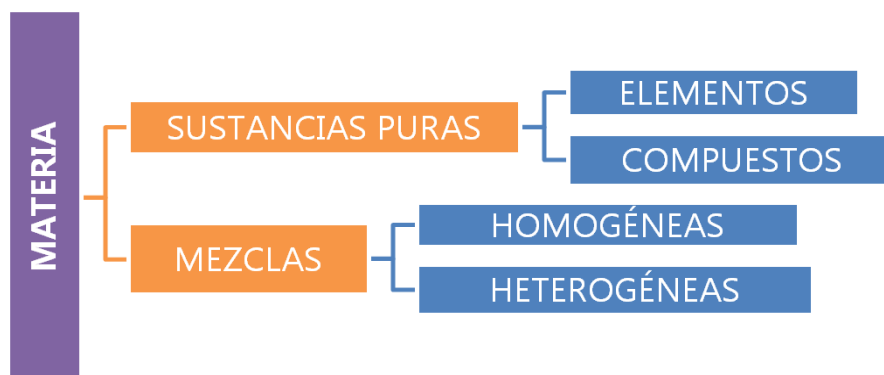 MATERIA
SUSTANCIAS PURAS
ELEMENTOS
COMPUESTOS
MEZCLAS
HOMOGÉNEAS
HETEROGÉNEAS